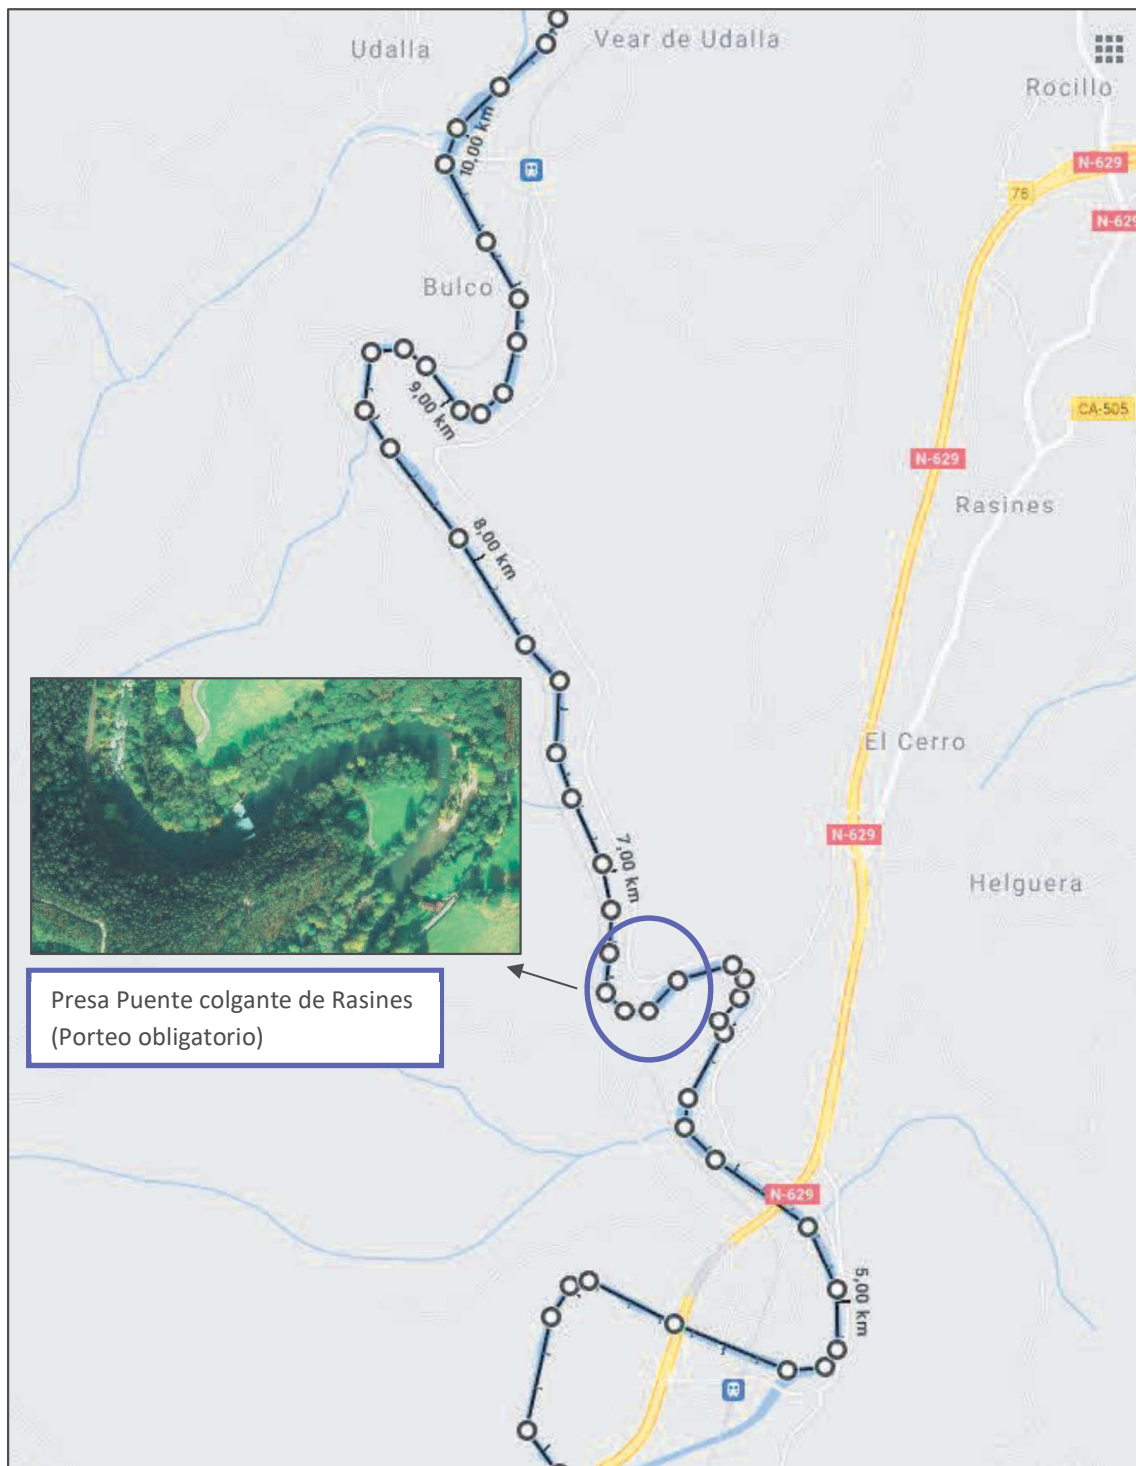 Udalla
Vear de Udalla
Rocillo
10,00 km
N-629
76
N-629
Bulco
9,00 km
CA-505
N-629
Rasines
8,00 km
El Cerro
N-629
7,00 km
Helguera
Presa Puente colgante de Rasines
(Porteo obligatorio)
N-629
5,00 km